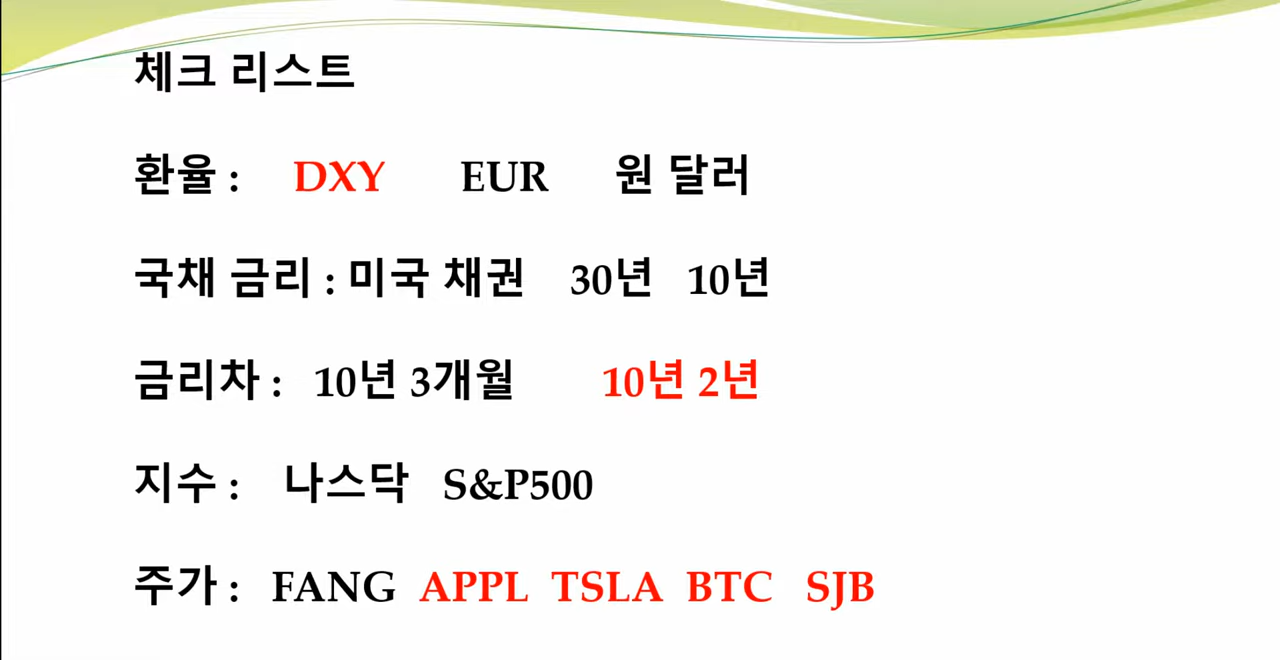 체크 리스트
환율 : DXY EUR 원 달러
국채 금리 : 미국 채권 30년 10년
금리차 : 10년 3개월 10년 2년
지수 : 나스닥 S&P500
주가 : FANG APPL TSLA BTC SJB